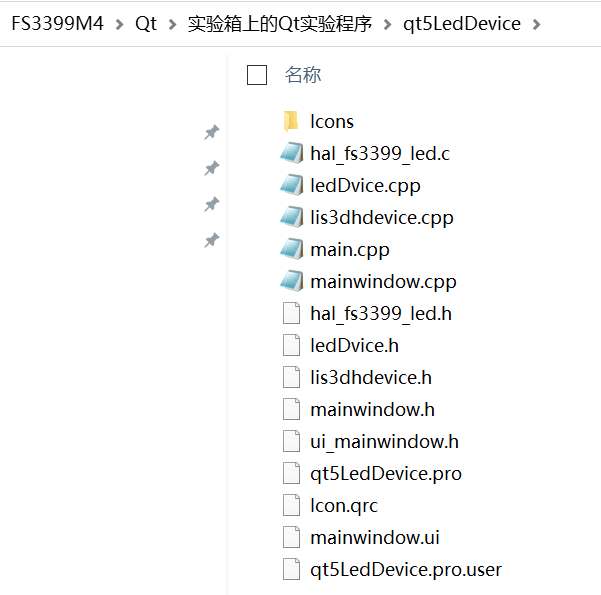 FS3399M4 > Qt > 实验箱上的Qt实验程序 > qt5LedDevice >
名称
Icons
hal_fs3399_led.c
ledDvice.cpp
lis3dhdevice.cpp
main.cpp
mainwindow.cpp
hal_fs3399_led.h
ledDvice.h
lis3dhdevice.h
mainwindow.h
ui_mainwindow.h
qt5LedDevice.pro
Icon.qrc
mainwindow.ui
qt5LedDevice.pro.user